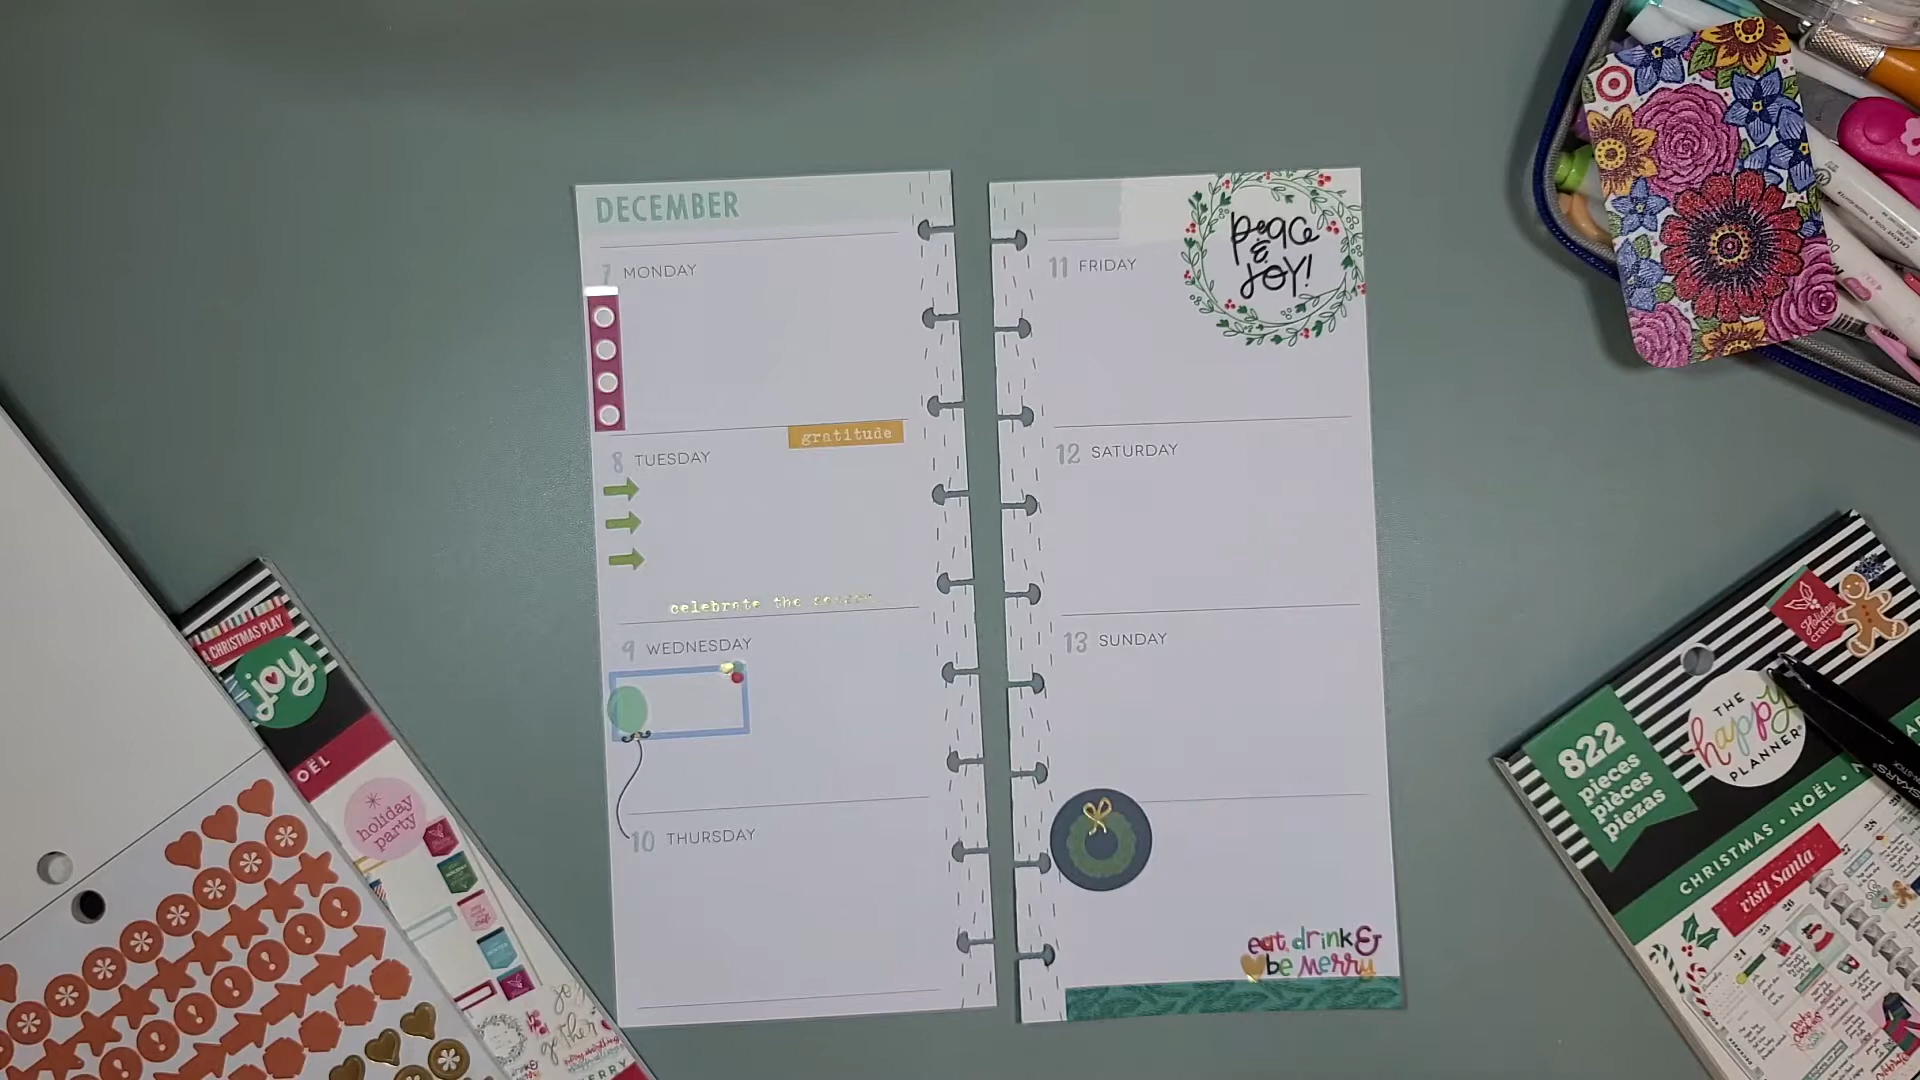 DECEMBER
7 MONDAY
gratitude
8 TUESDAY
celebrate the
9 WEDNESDAY
10 THURSDAY
peace
&
JOY!
11 FRIDAY
12 SATURDAY
13 SUNDAY
eat, drink &
be merry
A CHRISTMAS PLAY
joy
holiday
party
822
pieces
pièces
piezas
THE
happy
PLANNER
CHRISTMAS • NOËL •
visit Santa
Holiday